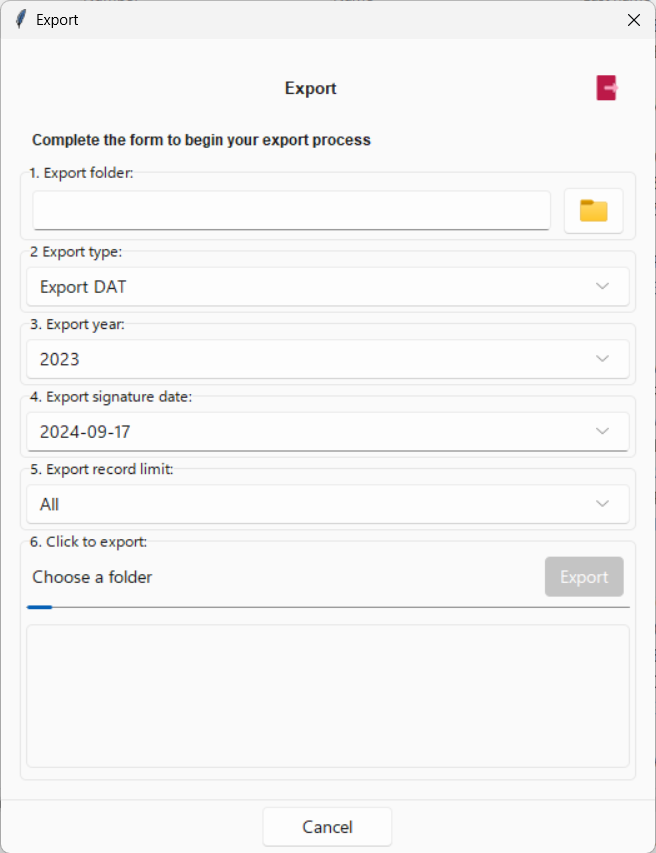 Export
Export
Complete the form to begin your export process
1. Export folder:
2 Export type:
Export DAT
3. Export year:
2023
4. Export signature date:
2024-09-17
5. Export record limit:
All
6. Click to export:
Choose a folder
Export
Cancel